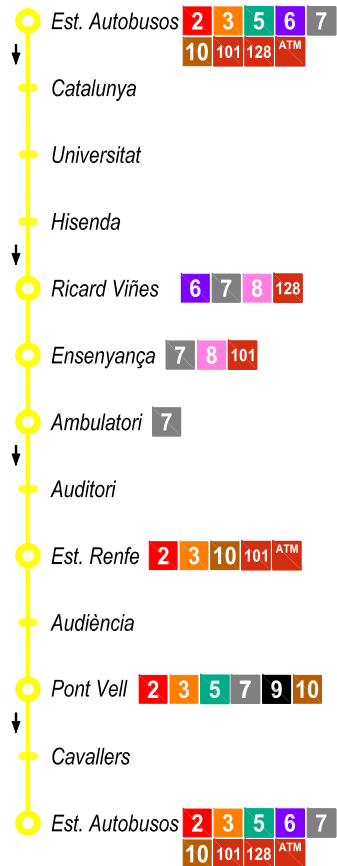 Est. Autobusos 2 3 5 6 7
10 101 128 ATM
Catalunya
Universitat
Hisenda
Ricard Viñes 6 7 8 128
Ensenyança 7 8 101
Ambulatori 7
Auditori
Est. Renfe 2 3 10 101 ATM
Audiència
Pont Vell 2 3 5 7 9 10
Cavallers
Est. Autobusos 2 3 5 6 7
10 101 128 ATM